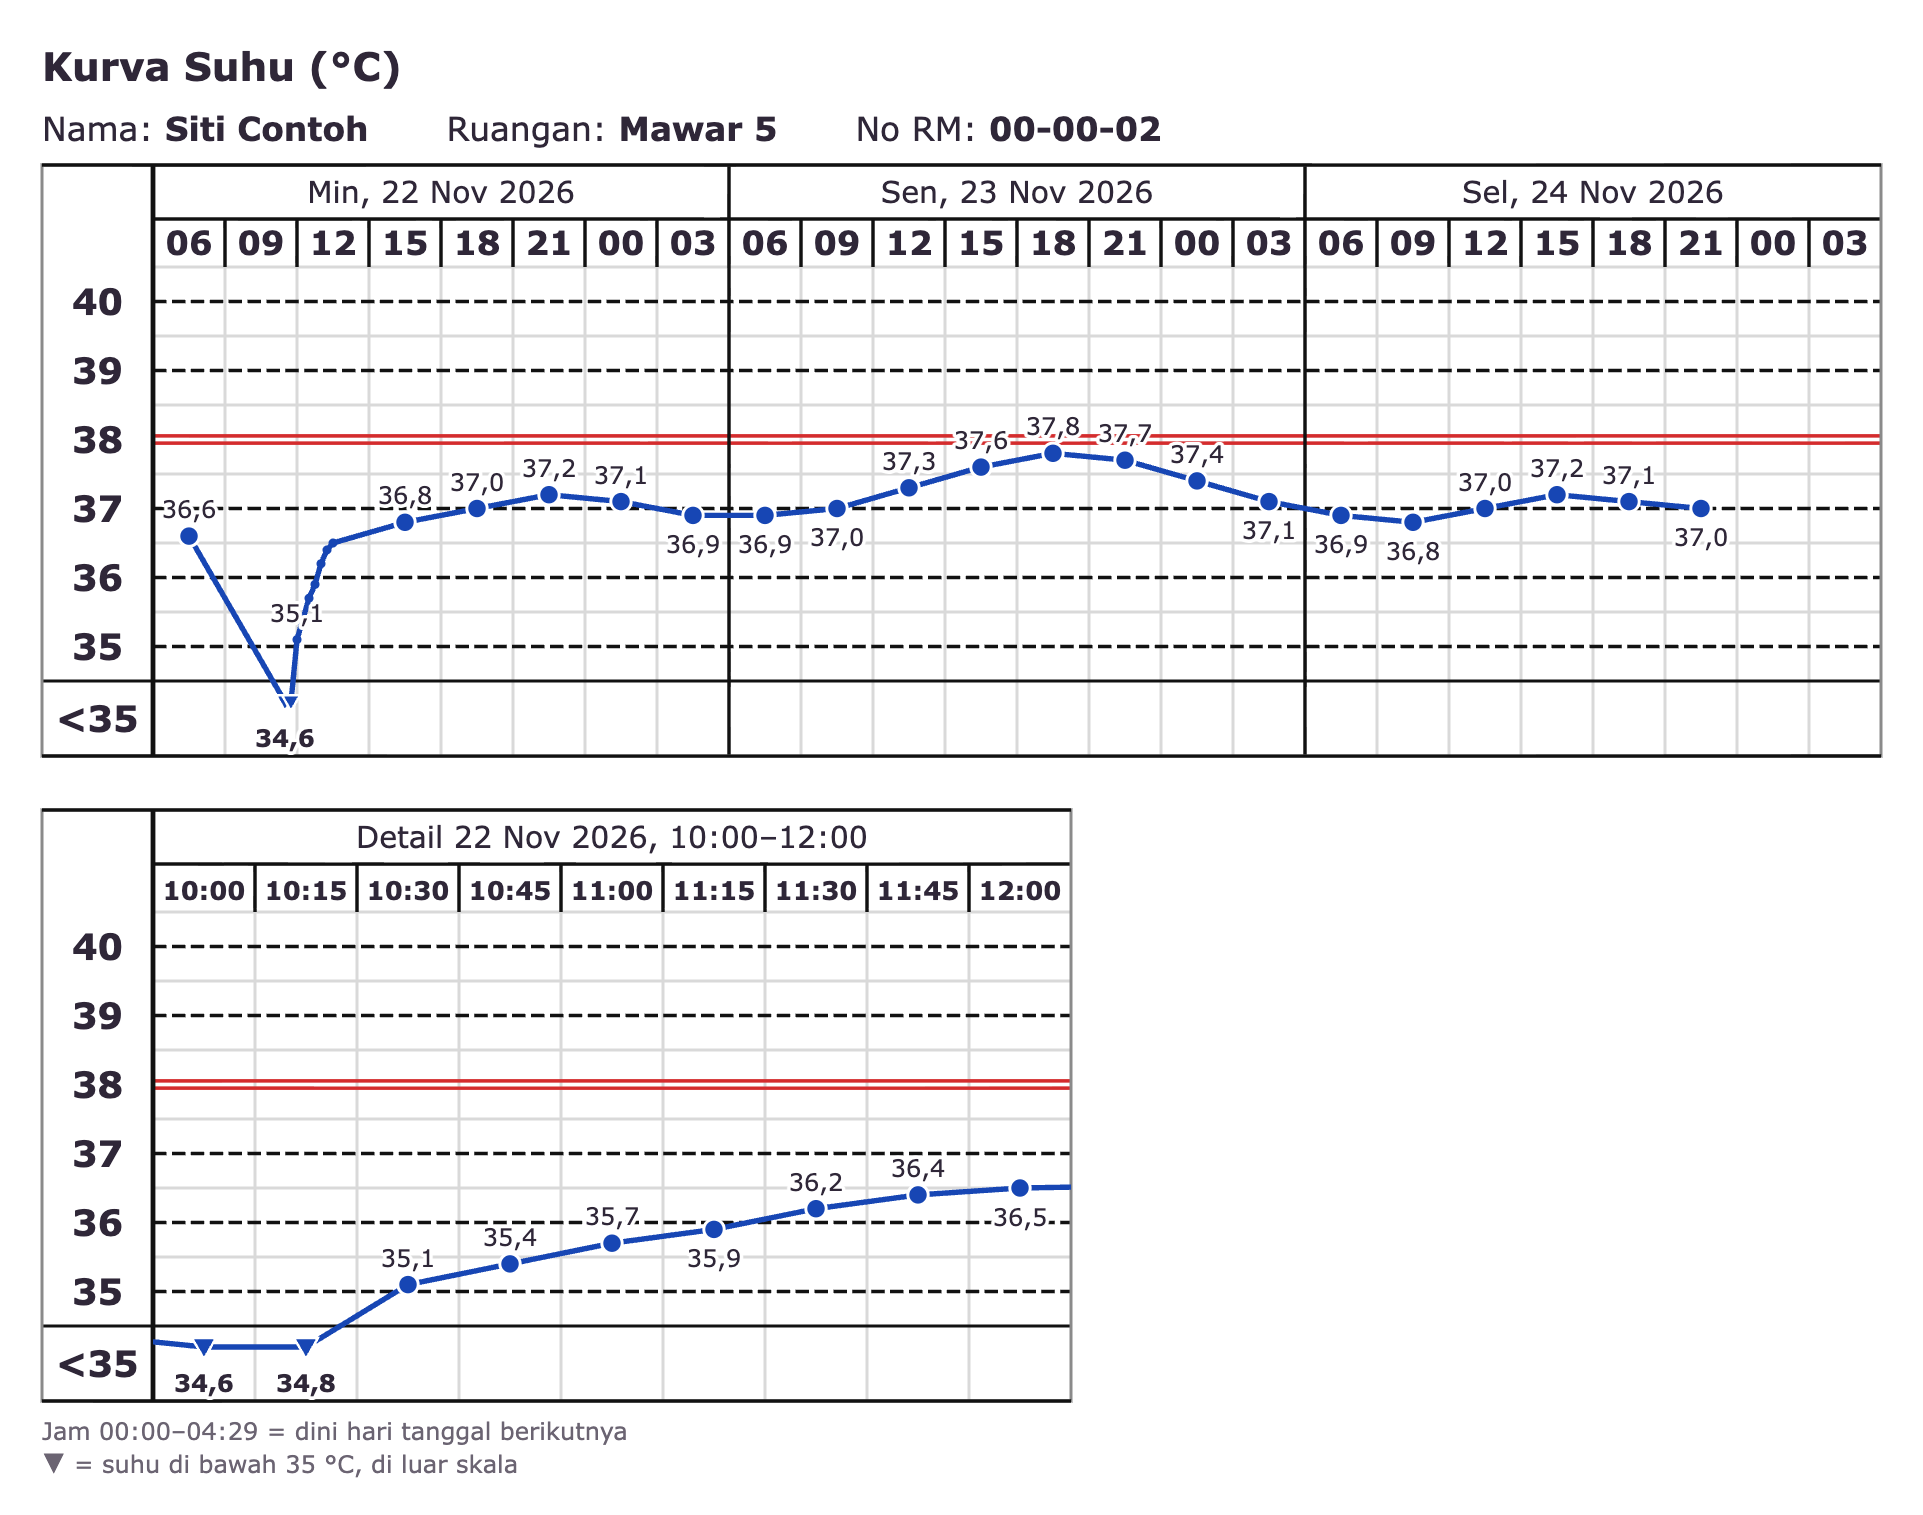 Kurva Suhu (°C)
Nama: Siti Contoh Ruangan: Mawar 5 No RM: 00-00-02
Min, 22 Nov 2026 Sen, 23 Nov 2026 Sel, 24 Nov 2026
06 09 12 15 18 21 00 03 06 09 12 15 18 21 00 03 06 09 12 15 18 21 00 03
40
39
38
37,6 37,8 37,7
36,8 37,0 37,2 37,1 37,3 37,4 37,0 37,2 37,1
37 36,6
36,9 36,9 37,0 37,1 36,9 36,8 37,0
36
35,1
35
<35 34,6
Detail 22 Nov 2026, 10:00–12:00
10:00 10:15 10:30 10:45 11:00 11:15 11:30 11:45 12:00
40
39
38
37
36,2 36,4
36 35,7 36,5
35,1 35,4 35,9
35
<35 34,6 34,8
Jam 00:00–04:29 = dini hari tanggal berikutnya
▼ = suhu di bawah 35 °C, di luar skala